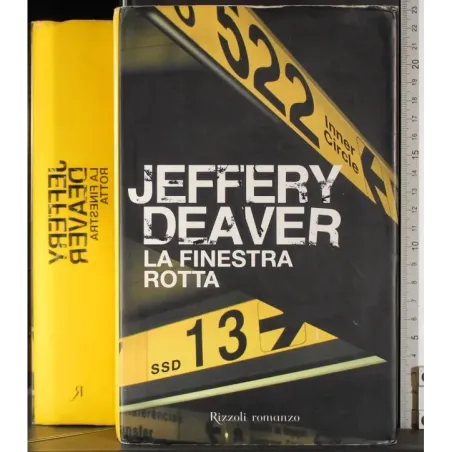 522
Inner
Circle
JEFFERY
DEAVER
LA FINESTRA
ROTTA
SSD 13
Rizzoli romanzo
JEFFERY
DEAVER
LA FINESTRA
ROTTA
R